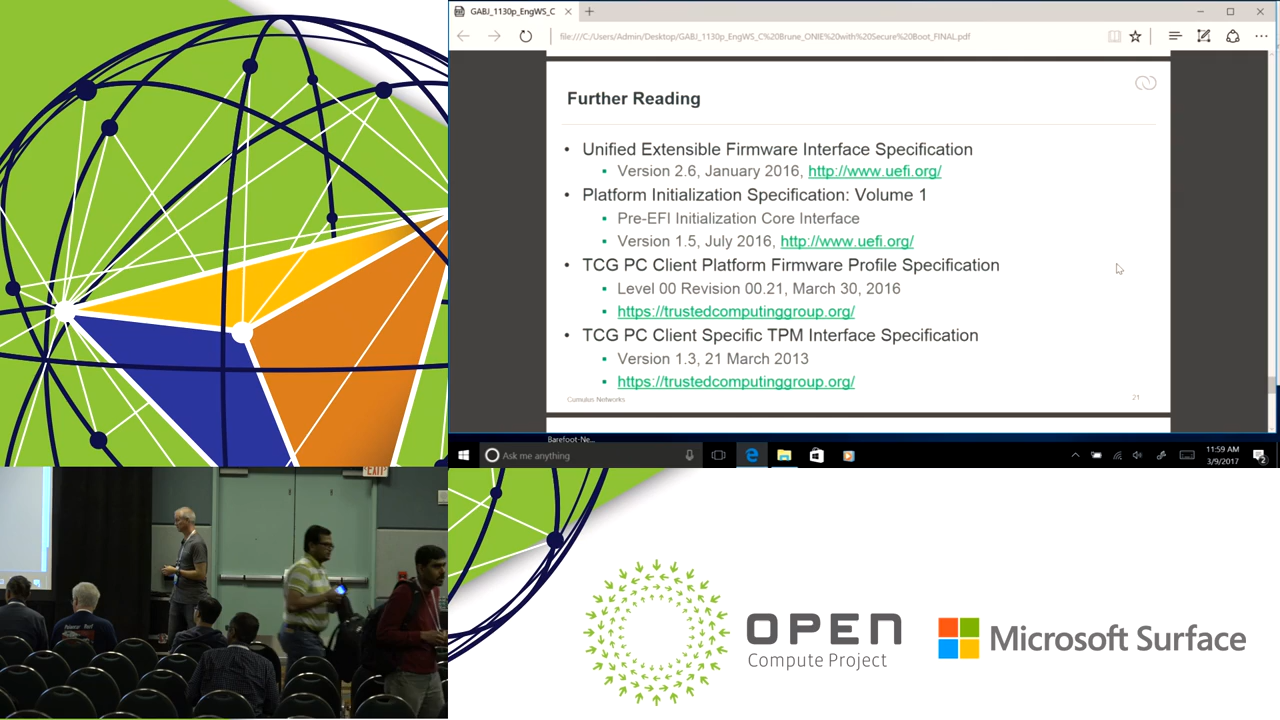 GABJ_1130p_EngWS_C
file:///C:/Users/Admin/Desktop/GABJ_1130p_EngWS_C%20Brune_ONIE%20with%20Secure%20Boot_FINAL.pdf
Further Reading
• Unified Extensible Firmware Interface Specification
▪ Version 2.6, January 2016, http://www.uefi.org/
• Platform Initialization Specification: Volume 1
▪ Pre-EFI Initialization Core Interface
▪ Version 1.5, July 2016, http://www.uefi.org/
• TCG PC Client Platform Firmware Profile Specification
▪ Level 00 Revision 00.21, March 30, 2016
▪ https://trustedcomputinggroup.org/
• TCG PC Client Specific TPM Interface Specification
▪ Version 1.3, 21 March 2013
▪ https://trustedcomputinggroup.org/
Cumulus Networks
21
Barefoot-Ne...
Ask me anything
11:59 AM
3/9/2017
2
EXIT
OPEN
Compute Project
Microsoft Surface